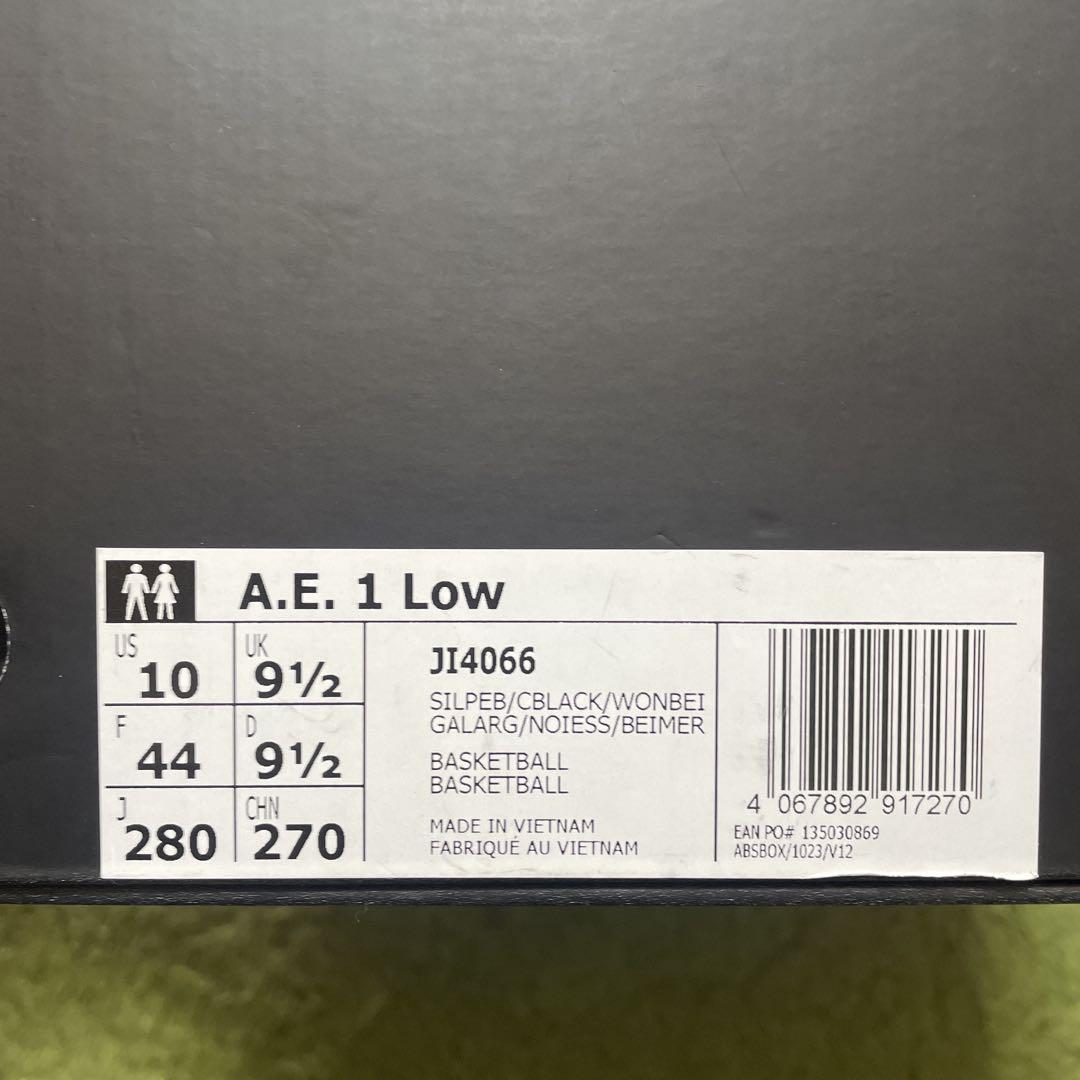 A.E. 1 Low
US
10
UK
9½
F
44
D
9½
J
280
CHN
270
JI4066
SILPEB/CBLACK/WONBEI
GALARG/NOIESS/BEIMER
BASKETBALL
BASKETBALL
MADE IN VIETNAM
FABRIQUÉ AU VIETNAM
4 067892 917270
EAN PO# 135030869
ABSBOX/1023/V12